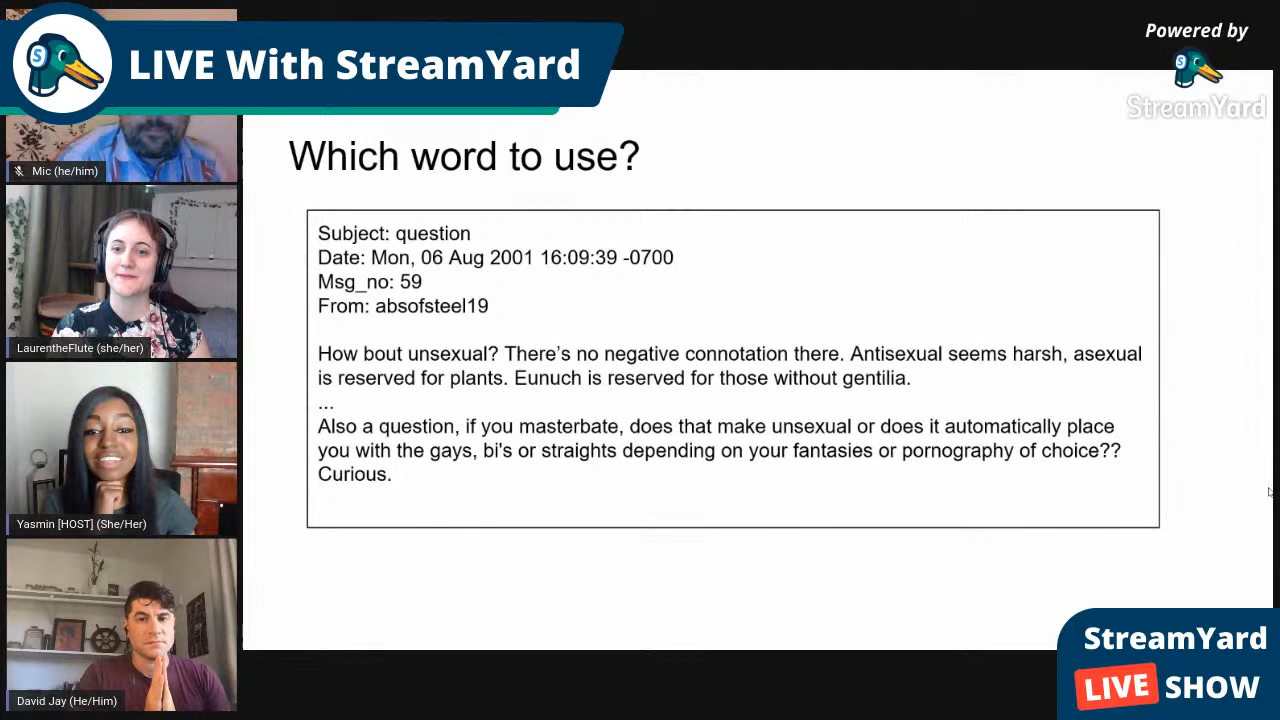 LIVE With StreamYard
Powered by
StreamYard
Mic (he/him)
LaurentheFlute (she/her)
Yasmin [HOST] (She/Her)
David Jay (He/Him)
Which word to use?
Subject: question
Date: Mon, 06 Aug 2001 16:09:39 -0700
Msg_no: 59
From: absofsteel19
How bout unsexual? There's no negative connotation there. Antisexual seems harsh, asexual
is reserved for plants. Eunuch is reserved for those without gentilia.
...
Also a question, if you masterbate, does that make unsexual or does it automatically place
you with the gays, bi's or straights depending on your fantasies or pornography of choice??
Curious.
StreamYard
LIVE SHOW